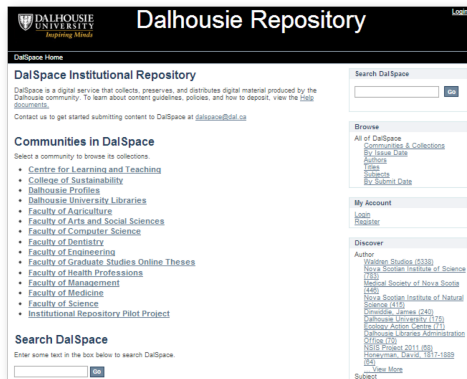 DALHOUSIE
UNIVERSITY
Inspiring Minds
Dalhousie Repository
Login
DalSpace Home
DalSpace Institutional Repository
DalSpace is a digital service that collects, preserves, and distributes digital material produced by the
Dalhousie community. To learn about content guidelines, policies, and how to deposit, view the Help
documents.
Contact us to get started submitting content to DalSpace at dalspace@dal.ca
Communities in DalSpace
Select a community to browse its collections.
Centre for Learning and Teaching
College of Sustainability
Dalhousie Profiles
Dalhousie University Libraries
Faculty of Agriculture
Faculty of Arts and Social Sciences
Faculty of Computer Science
Faculty of Dentistry
Faculty of Engineering
Faculty of Graduate Studies Online Theses
Faculty of Health Professions
Faculty of Management
Faculty of Medicine
Faculty of Science
Institutional Repository Pilot Project
Search DalSpace
Enter some text in the box below to search DalSpace.
Go
Search DalSpace
Go
Browse
All of DalSpace
Communities & Collections
By Issue Date
Authors
Titles
Subjects
By Submit Date
My Account
Login
Register
Discover
Author
Waldren Studios (5338)
Nova Scotian Institute of Science
(783)
Medical Society of Nova Scotia
(446)
Nova Scotian Institute of Natural
Science (415)
Dinwiddie, James (240)
Dalhousie University (175)
Ecology Action Centre (71)
Dalhousie Libraries Administration
Office (70)
NSIS Project 2011 (68)
Honeyman, David, 1817-1889
(64)
... View More
Subject